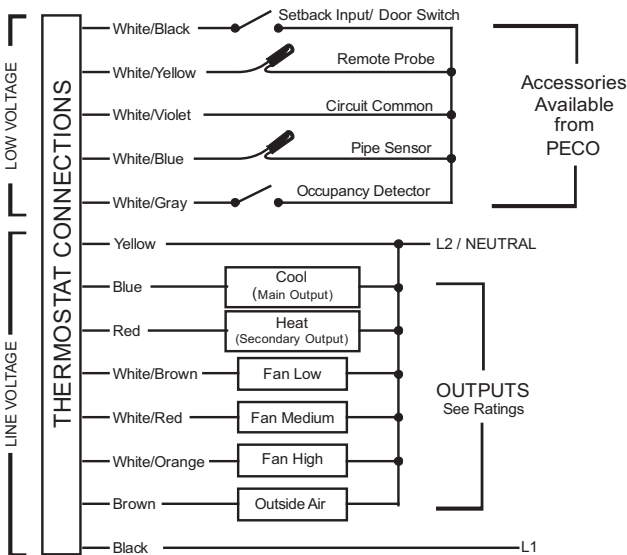 LOW VOLTAGE
LINE VOLTAGE
THERMOSTAT CONNECTIONS
White/Black
Setback Input/ Door Switch
White/Yellow
Remote Probe
White/Violet
Circuit Common
White/Blue
Pipe Sensor
White/Gray
Occupancy Detector
Accessories
Available
from
PECO
Yellow
L2 / NEUTRAL
Blue
Cool
(Main Output)
Red
Heat
(Secondary Output)
White/Brown
Fan Low
White/Red
Fan Medium
White/Orange
Fan High
Brown
Outside Air
OUTPUTS
See Ratings
Black
L1